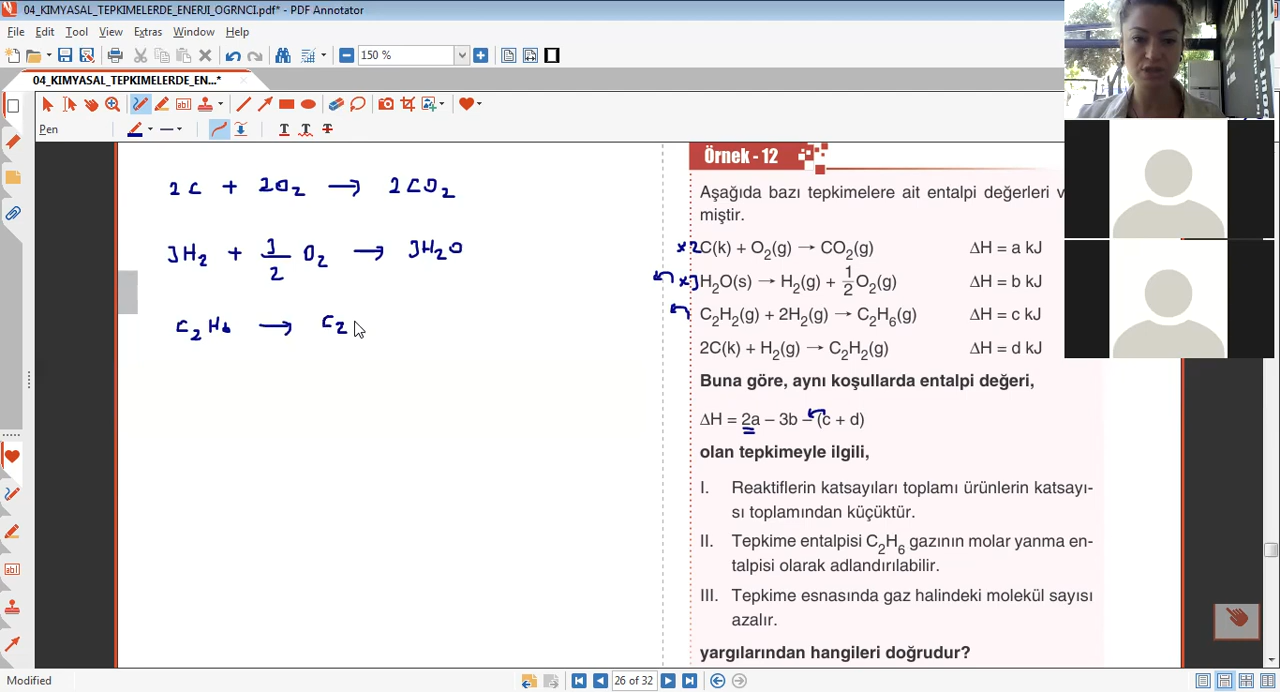 04_KIMYASAL_TEPKIMELERDE_ENERJI_OGRNCI.pdf* - PDF Annotator
File Edit Tool View Extras Window Help
150 %
04_KIMYASAL_TEPKIMELERDE_EN...*
Pen
2C + 2O₂ → 2CO₂
3H₂ + 3/2 O₂ → 3H₂O
C₂H₆ → C₂
Örnek - 12
Aşağıda bazı tepkimelere ait entalpi değerleri v
miştir.
x2 C(k) + O₂(g) → CO₂(g) ΔH = a kJ
x3 H₂O(s) → H₂(g) + 1/2 O₂(g) ΔH = b kJ
C₂H₂(g) + 2H₂(g) → C₂H₆(g) ΔH = c kJ
2C(k) + H₂(g) → C₂H₂(g) ΔH = d kJ
Buna göre, aynı koşullarda entalpi değeri,
ΔH = 2a – 3b – (c + d)
olan tepkimeyle ilgili,
I. Reaktiflerin katsayıları toplamı ürünlerin katsayı-
sı toplamından küçüktür.
II. Tepkime entalpisi C₂H₆ gazının molar yanma en-
talpisi olarak adlandırılabilir.
III. Tepkime esnasında gaz halindeki molekül sayısı
azalır.
yargılarından hangileri doğrudur?
Modified
26 of 32